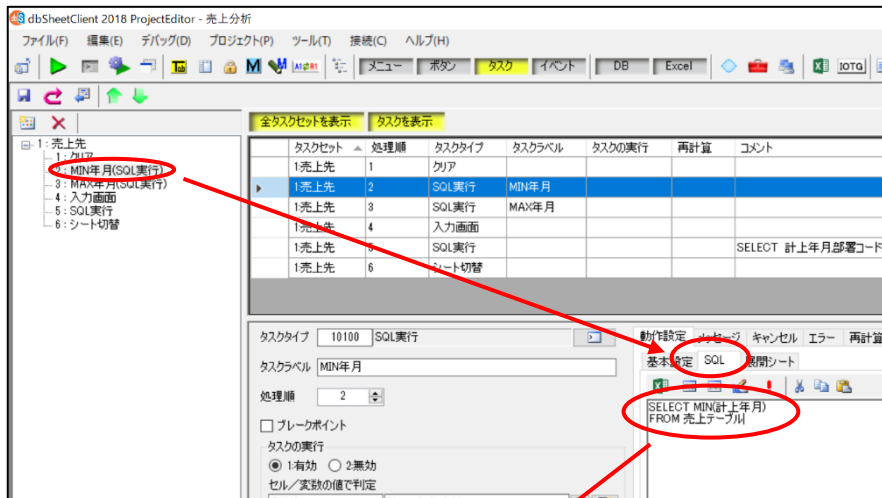 dbSheetClient 2018 ProjectEditor - 売上分析
ファイル(F) 編集(E) デバッグ(D) プロジェクト(P) ツール(T) 接続(C) ヘルプ(H)
メニュー ボタン タスク イベント DB Excel IOTG
全タスクセットを表示 タスクを表示
1 : 売上先
1 : クリア
2 : MIN年月(SQL実行)
3 : MAX年月(SQL実行)
4 : 入力画面
5 : SQL実行
6 : シート切替
タスクセット 処理順 タスクタイプ タスクラベル タスクの実行 再計算 コメント
1:売上先 1 クリア
1:売上先 2 SQL実行 MIN年月
1:売上先 3 SQL実行 MAX年月
1:売上先 4 入力画面
1:売上先 5 SQL実行 SELECT 計上年月,部署コード
1:売上先 6 シート切替
タスクタイプ 10100 SQL実行
タスクラベル MIN年月
処理順 2
ブレークポイント
タスクの実行
1:有効 2:無効
セル/変数の値で判定
動作設定 メッセージ キャンセル エラー 再計算
基本設定 SQL 展開シート
SELECT MIN(計上年月)
FROM 売上テーブル